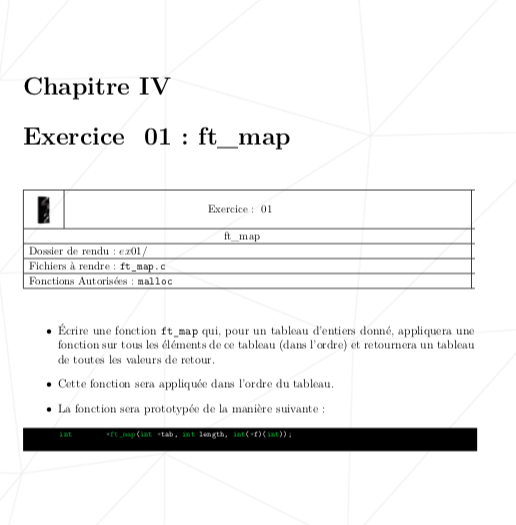 Chapitre IV
Exercice 01 : ft_map
Exercice : 01
ft_map
Dossier de rendu : ex01/
Fichiers à rendre : ft_map.c
Fonctions Autorisées : malloc
• Écrire une fonction ft_map qui, pour un tableau d'entiers donné, appliquera une
fonction sur tous les éléments de ce tableau (dans l'ordre) et retournera un tableau
de toutes les valeurs de retour.
• Cette fonction sera appliquée dans l'ordre du tableau.
• La fonction sera prototypée de la manière suivante :
int *ft_map(int *tab, int length, int(*f)(int));